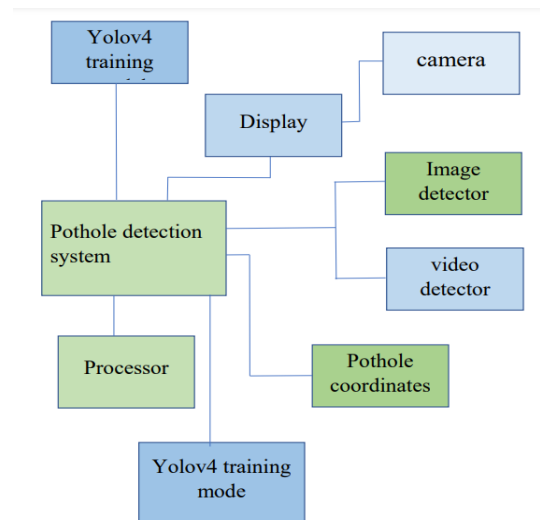 Yolov4
training
camera
Display
Image
detector
Pothole detection
system
video
detector
Processor
Pothole
coordinates
Yolov4 training
mode